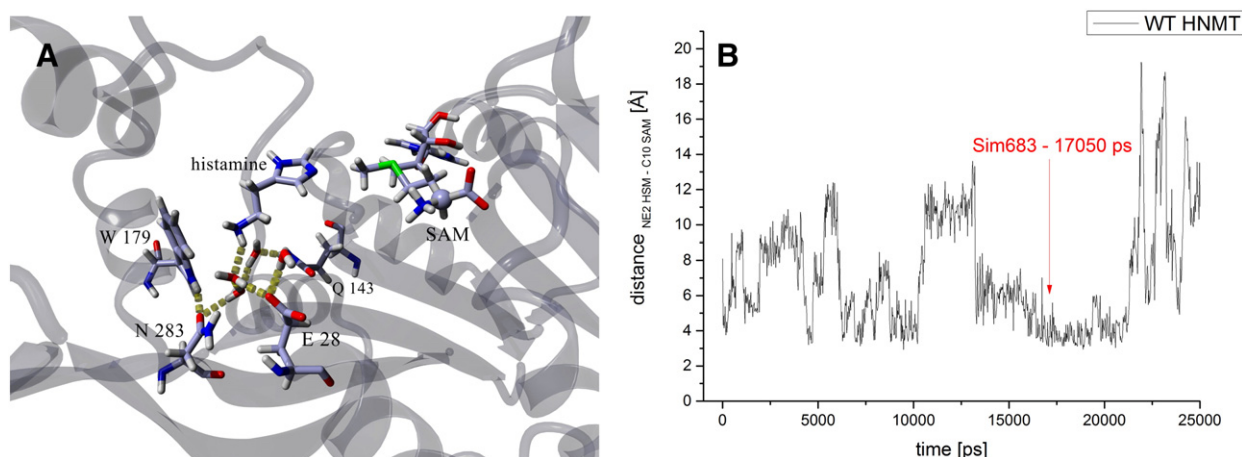 A
histamine
W 179
SAM
Q 143
N 283
E 28
B
WT HNMT
Sim683 - 17050 ps
distance NE2 HSM - C10 SAM [Å]
20
18
16
14
12
10
8
6
4
2
0
0 5000 10000 15000 20000 25000
time [ps]